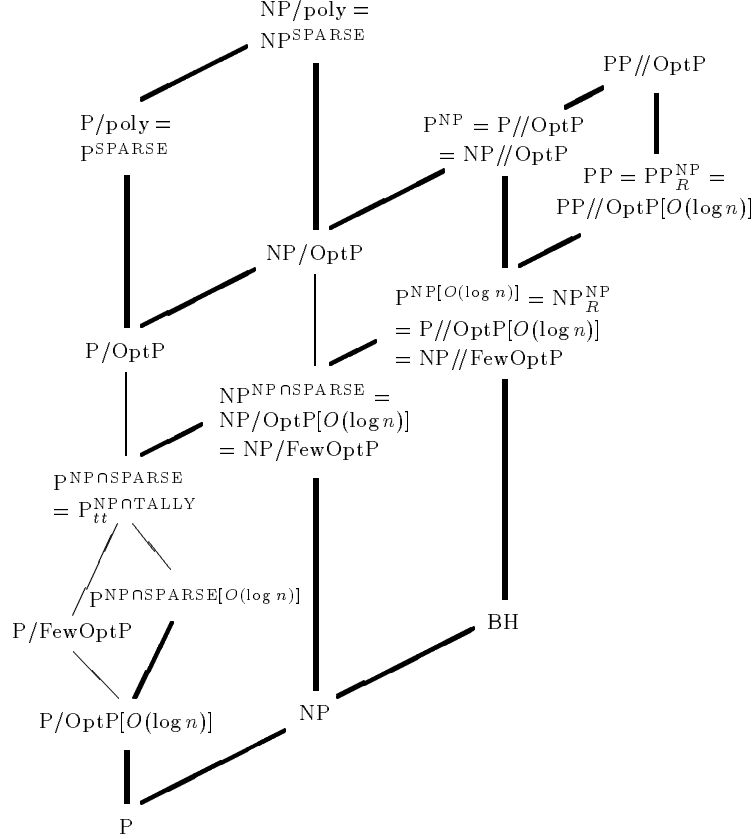 NP/poly =
NP^SPARSE
PP//OptP
P/poly =
P^SPARSE
P^NP = P//OptP
= NP//OptP
PP = PP_R^NP =
PP//OptP[O(log n)]
NP/OptP
P^NP[O(log n)] = NP_R^NP
= P//OptP[O(log n)]
= NP//FewOptP
P/OptP
NP^NP∩SPARSE =
NP/OptP[O(log n)]
= NP/FewOptP
P^NP∩SPARSE
= P_tt^NP∩TALLY
P^NP∩SPARSE[O(log n)]
P/FewOptP
BH
P/OptP[O(log n)]
NP
P